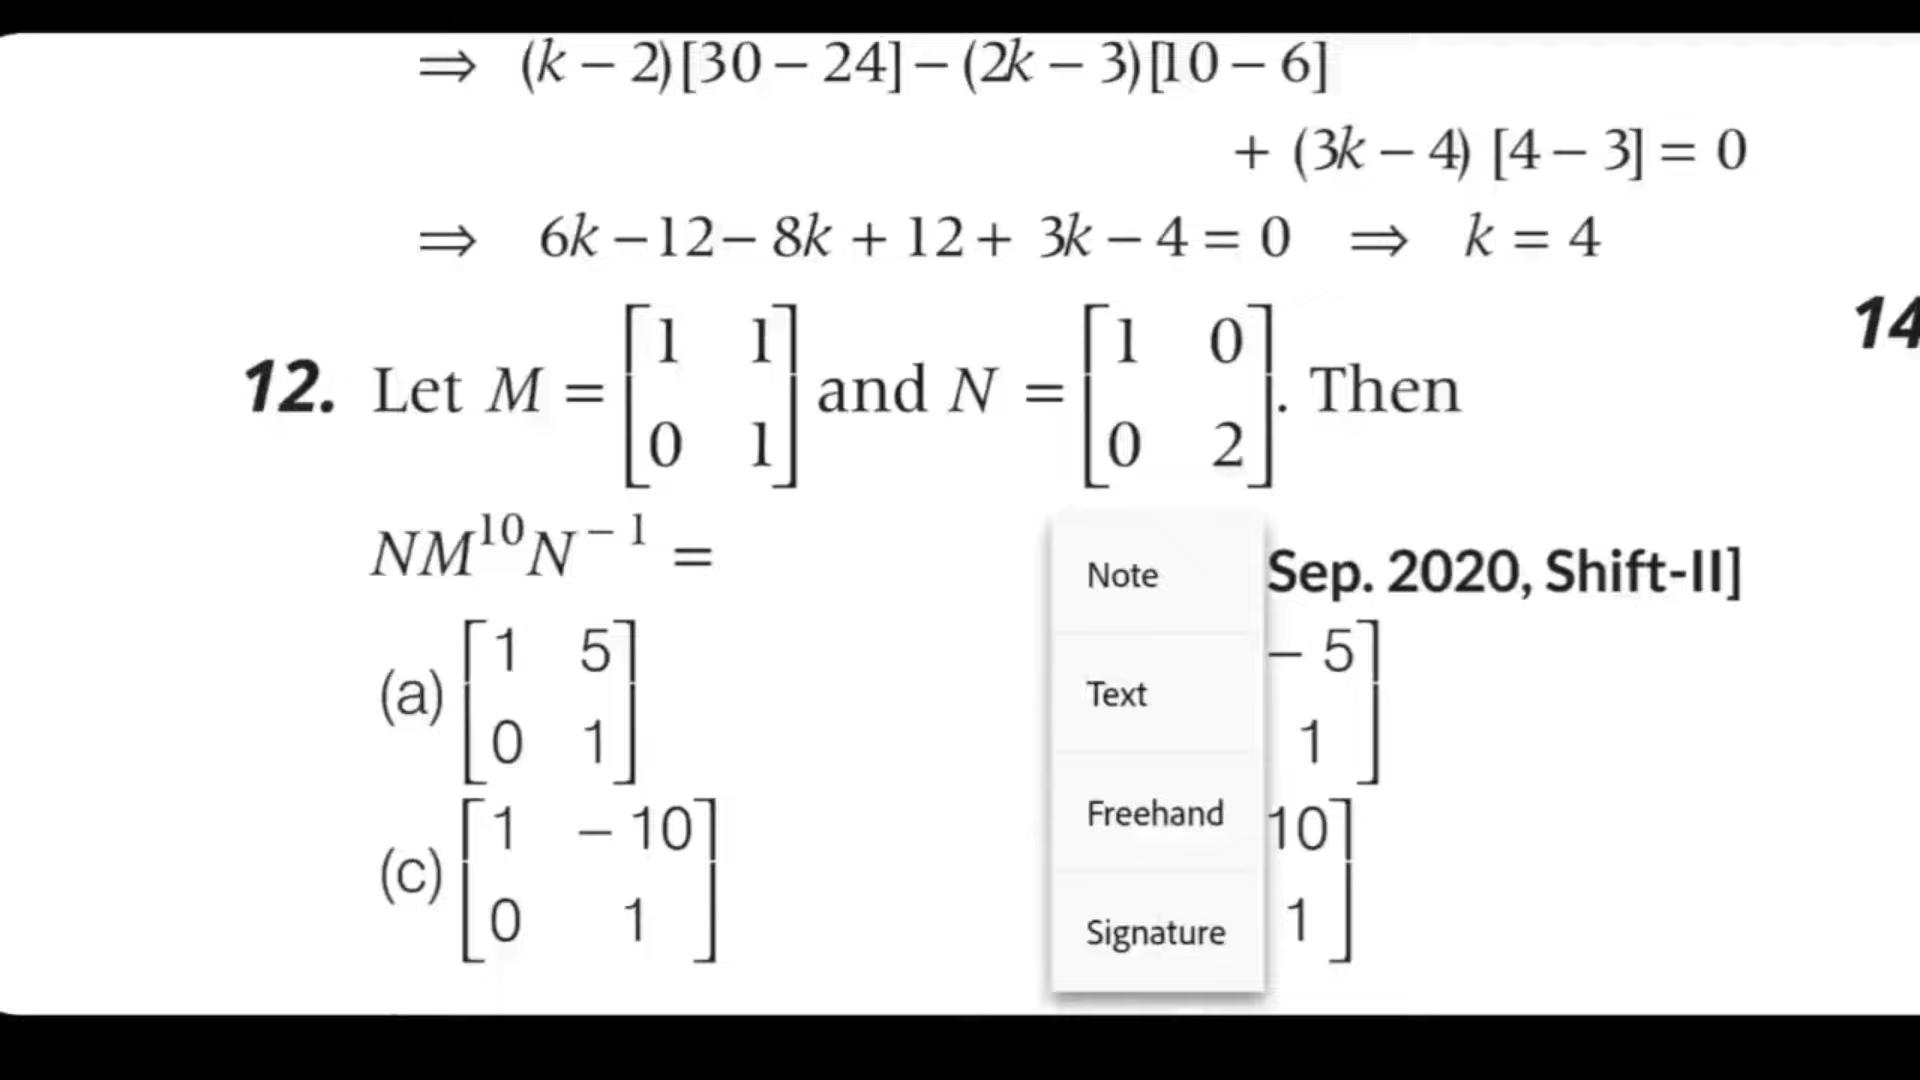 ⇒ (k − 2)[30 − 24] − (2k − 3)[10 − 6]
+ (3k − 4) [4 − 3] = 0
⇒ 6k − 12 − 8k + 12 + 3k − 4 = 0 ⇒ k = 4
14
12. Let M = [1 1 0 1] and N = [1 0 0 2]. Then
NM¹⁰N⁻¹ =
Sep. 2020, Shift-II]
(a) [1 5
0 1]
− 5]
1
(c) [1 − 10
0 1]
10]
1
Note
Text
Freehand
Signature